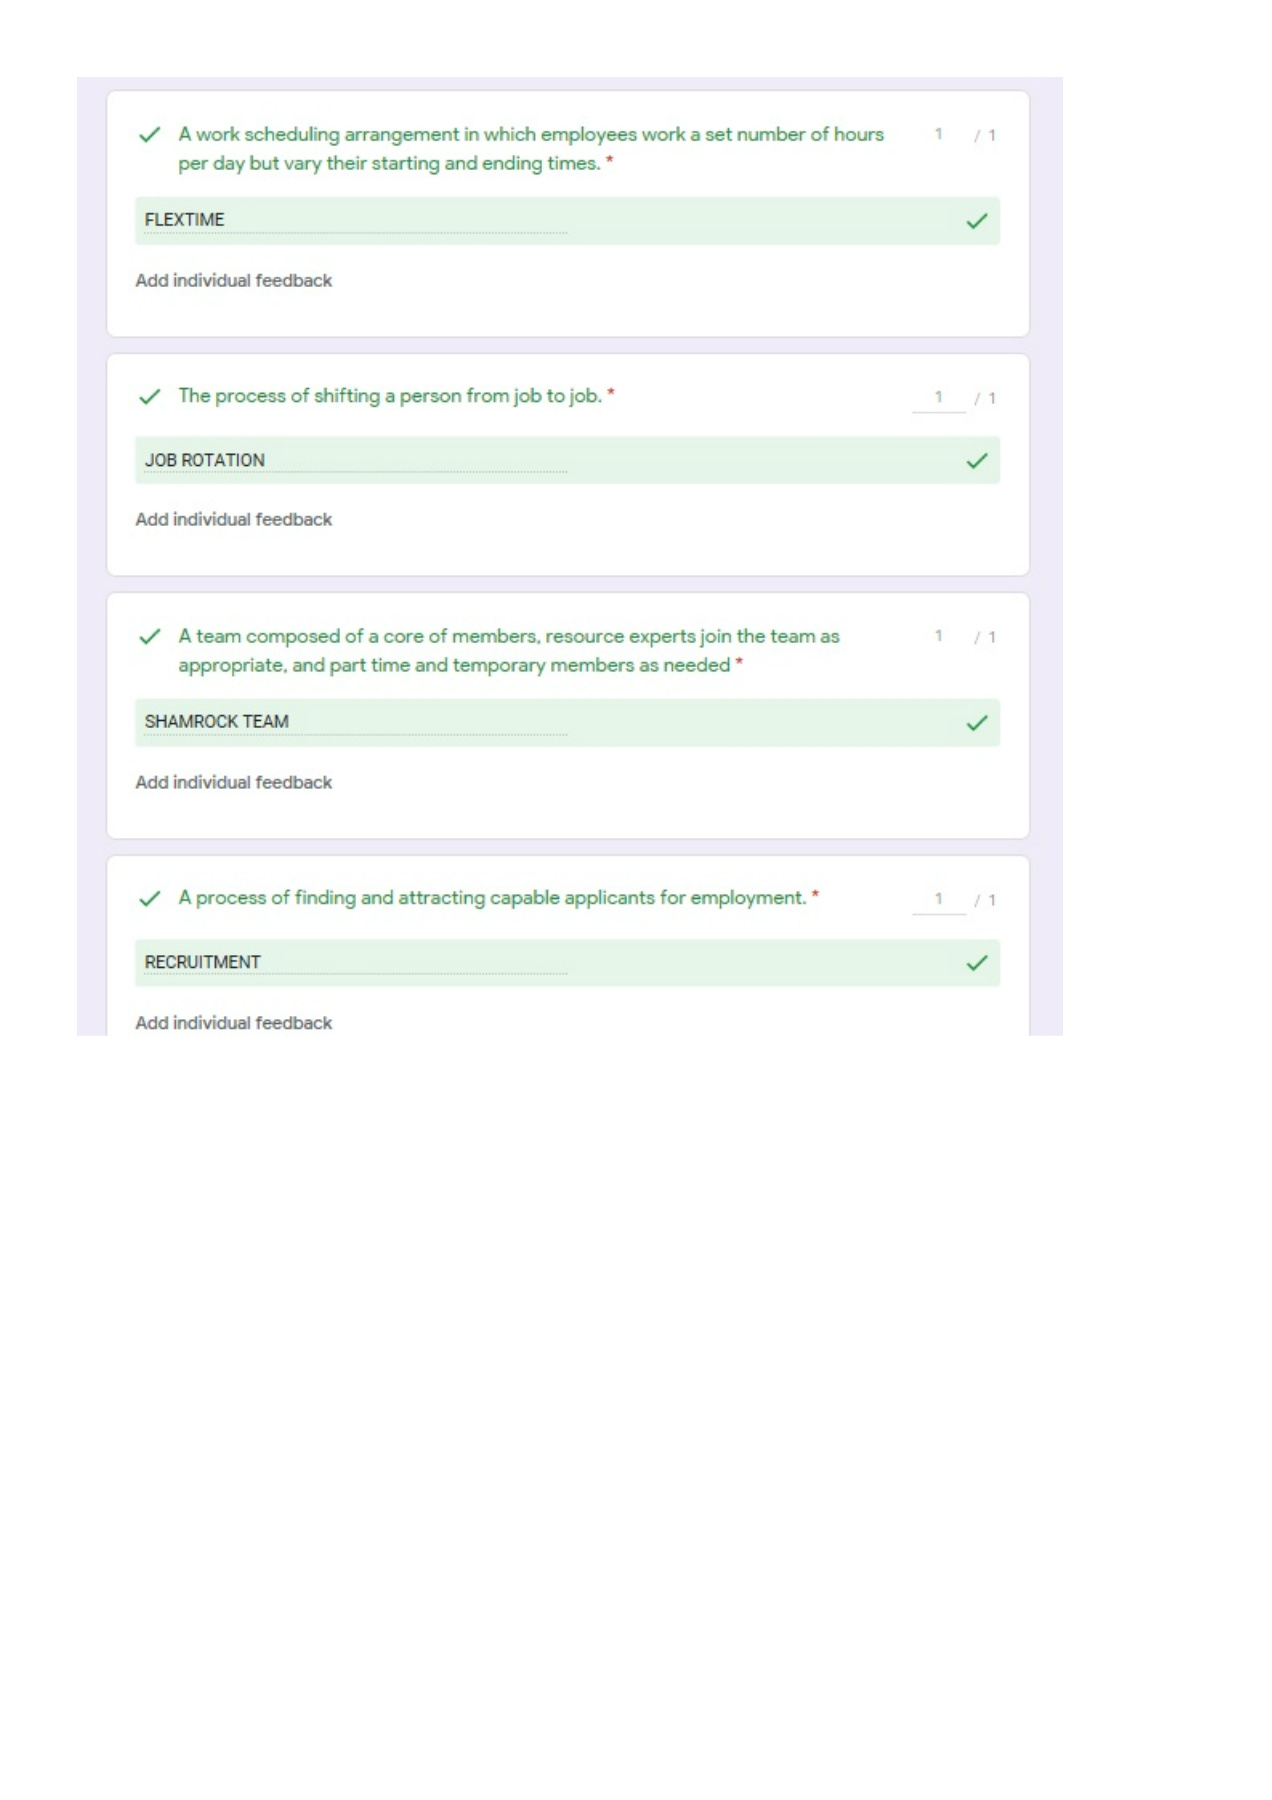 A work scheduling arrangement in which employees work a set number of hours 1 / 1
per day but vary their starting and ending times. *
FLEXTIME
Add individual feedback
The process of shifting a person from job to job. * 1 / 1
JOB ROTATION
Add individual feedback
A team composed of a core of members, resource experts join the team as 1 / 1
appropriate, and part time and temporary members as needed *
SHAMROCK TEAM
Add individual feedback
A process of finding and attracting capable applicants for employment. * 1 / 1
RECRUITMENT
Add individual feedback